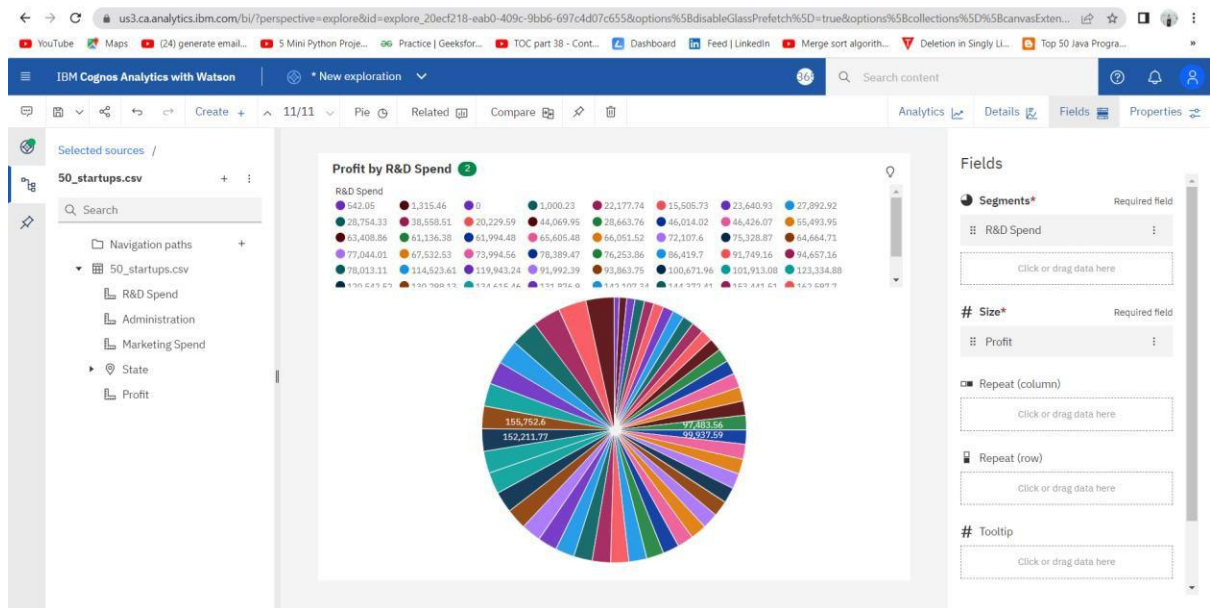 us3.ca.analytics.ibm.com/bi/?perspective=explore&id=explore_20ecf218-eab0-409c-9bb6-697c4d07c655&options%5BdisableGlassPrefetch%5D=true&options%5Bcollections%5D%5BcanvasExten...
YouTube Maps (24) generate email... 5 Mini Python Proje... Practice | Geeksfor... TOC part 38 - Cont... Dashboard Feed | LinkedIn Merge sort algorith... Deletion in Singly Li... Top 50 Java Progra... »
IBM Cognos Analytics with Watson * New exploration Search content
Create + 11/11 Pie Related Compare Analytics Details Fields Properties
Selected sources /
50_startups.csv
Search
Navigation paths
50_startups.csv
R&D Spend
Administration
Marketing Spend
State
Profit
Profit by R&D Spend 2
R&D Spend
542.05 1,315.46 0 1,000.23 22,177.74 15,505.73 23,640.93 27,892.92
28,754.33 38,558.51 20,229.59 44,069.95 28,663.76 46,014.02 46,426.07 55,493.95
63,408.86 61,136.38 61,994.48 65,605.48 66,051.52 72,107.6 75,328.87 64,664.71
77,044.01 67,532.53 73,994.56 78,389.47 76,253.86 86,419.7 91,749.16 94,657.16
78,013.11 114,523.61 119,943.24 91,992.39 93,863.75 100,671.96 101,913.08 123,334.88
155,752.6
152,211.77
97,483.56
99,937.59
Fields
Segments* Required field
R&D Spend
Click or drag data here
# Size* Required field
Profit
Repeat (column)
Click or drag data here
Repeat (row)
Click or drag data here
# Tooltip
Click or drag data here